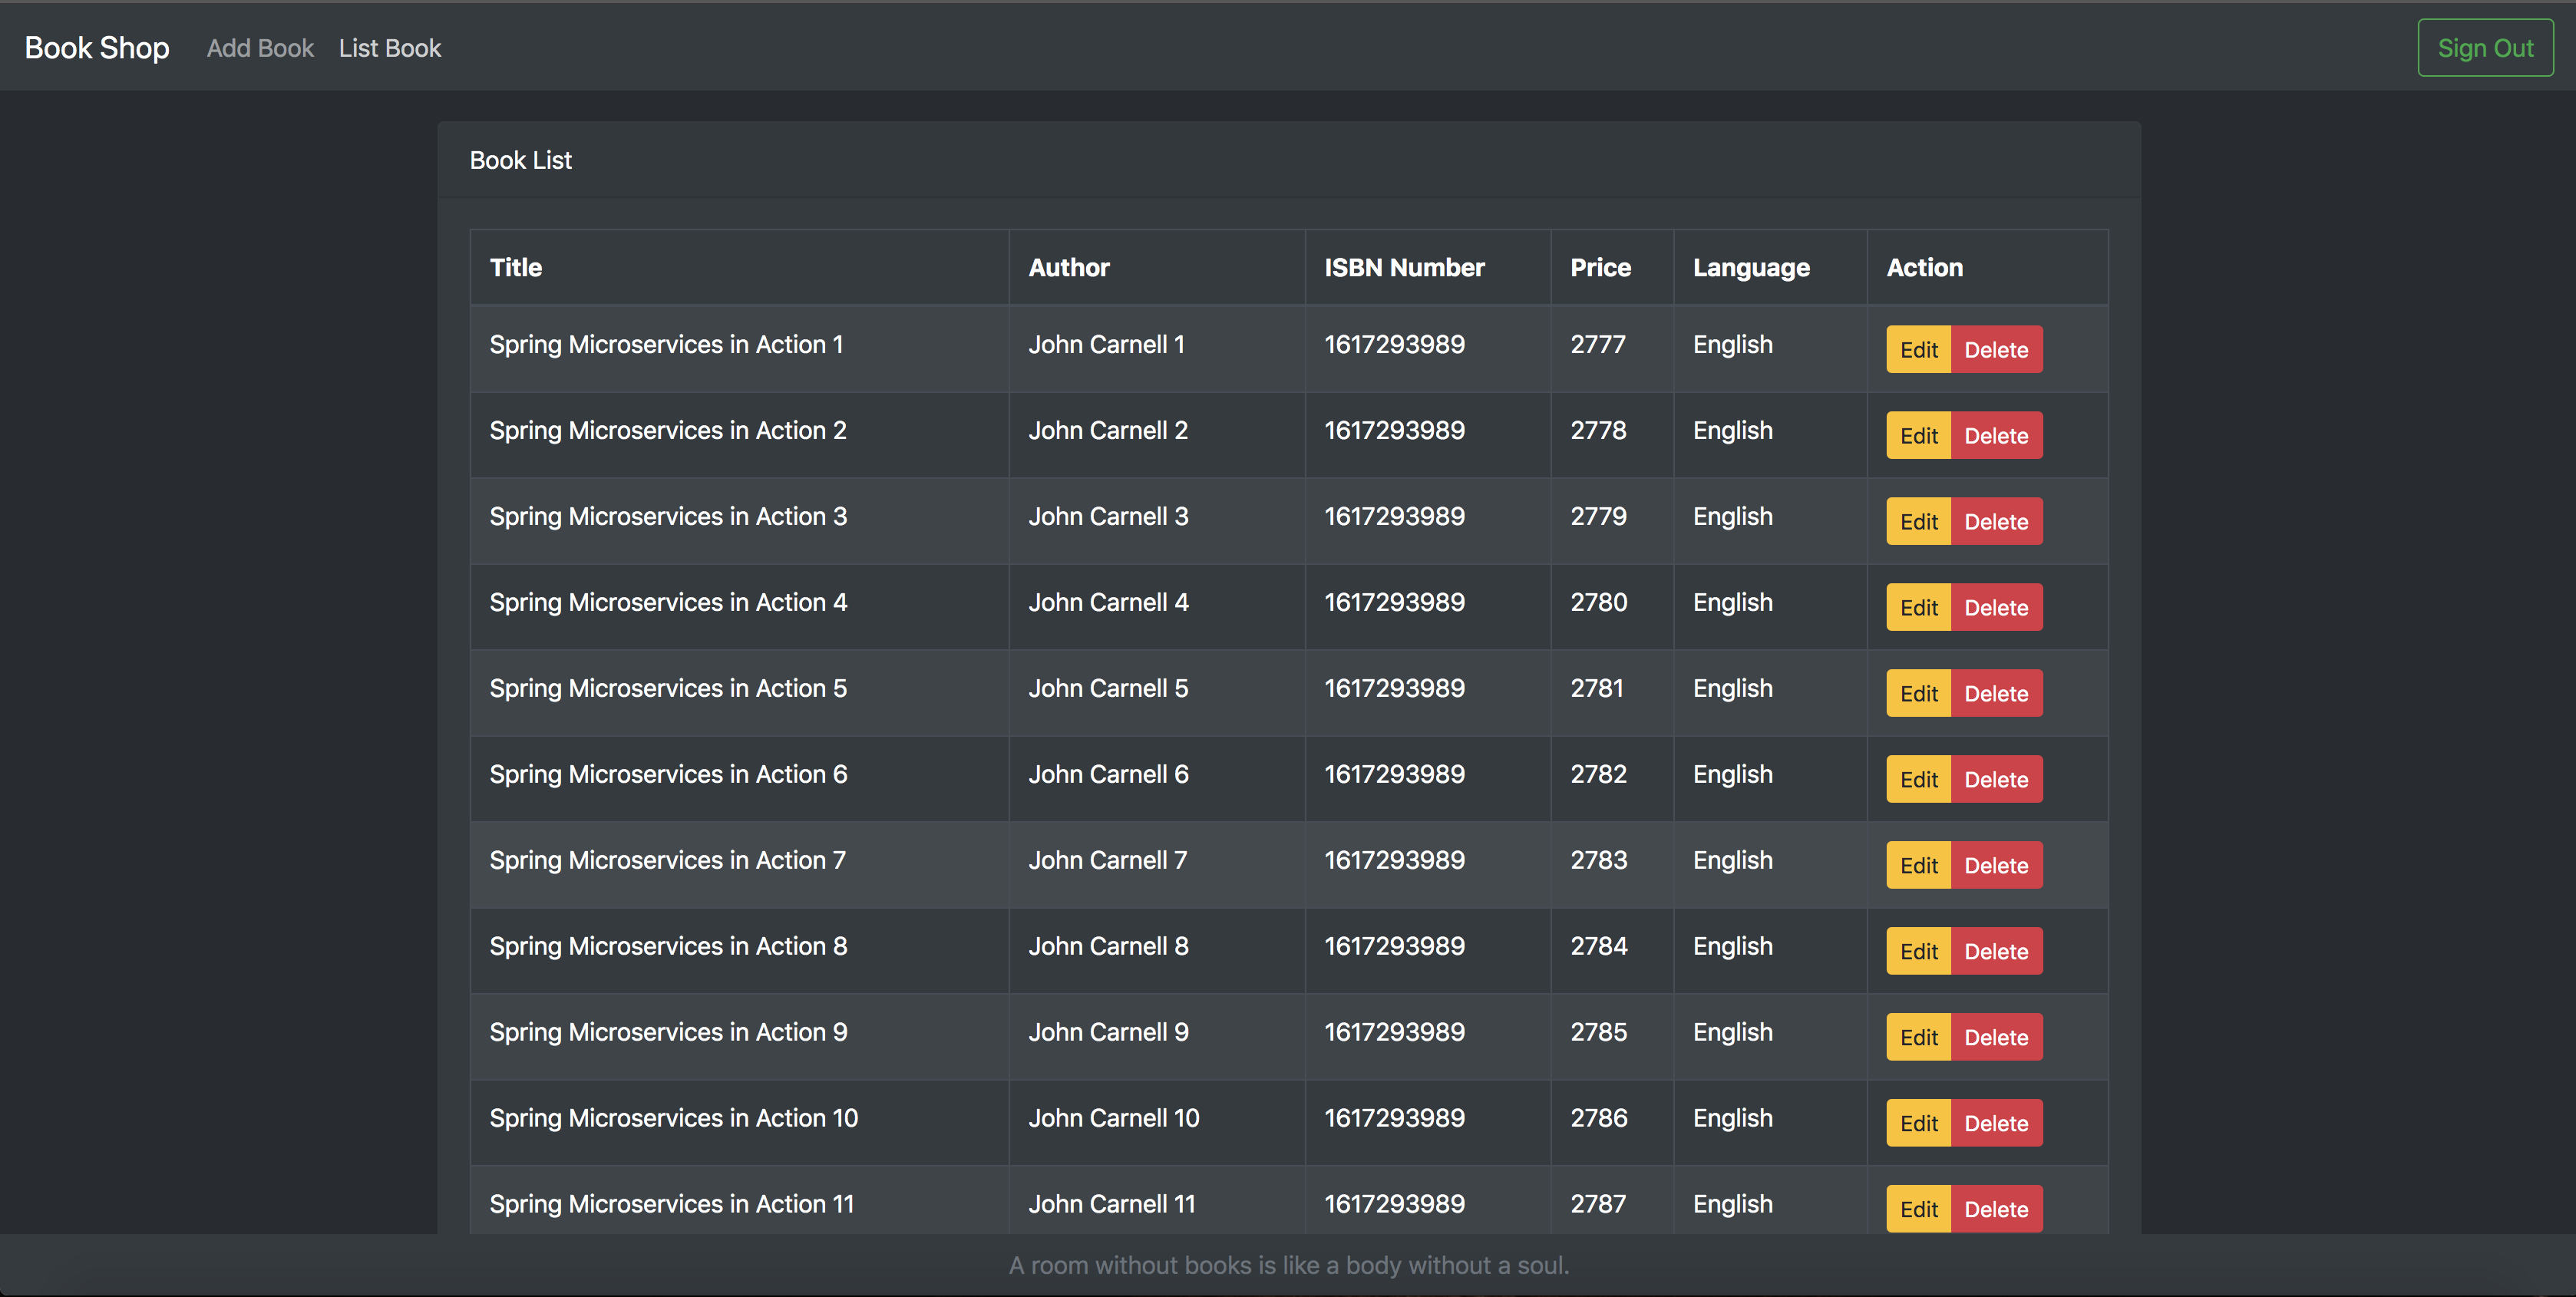 Book Shop Add Book List Book Sign Out
Book List
Title Author ISBN Number Price Language Action
Spring Microservices in Action 1 John Carnell 1 1617293989 2777 English Edit Delete
Spring Microservices in Action 2 John Carnell 2 1617293989 2778 English Edit Delete
Spring Microservices in Action 3 John Carnell 3 1617293989 2779 English Edit Delete
Spring Microservices in Action 4 John Carnell 4 1617293989 2780 English Edit Delete
Spring Microservices in Action 5 John Carnell 5 1617293989 2781 English Edit Delete
Spring Microservices in Action 6 John Carnell 6 1617293989 2782 English Edit Delete
Spring Microservices in Action 7 John Carnell 7 1617293989 2783 English Edit Delete
Spring Microservices in Action 8 John Carnell 8 1617293989 2784 English Edit Delete
Spring Microservices in Action 9 John Carnell 9 1617293989 2785 English Edit Delete
Spring Microservices in Action 10 John Carnell 10 1617293989 2786 English Edit Delete
Spring Microservices in Action 11 John Carnell 11 1617293989 2787 English Edit Delete
A room without books is like a body without a soul.